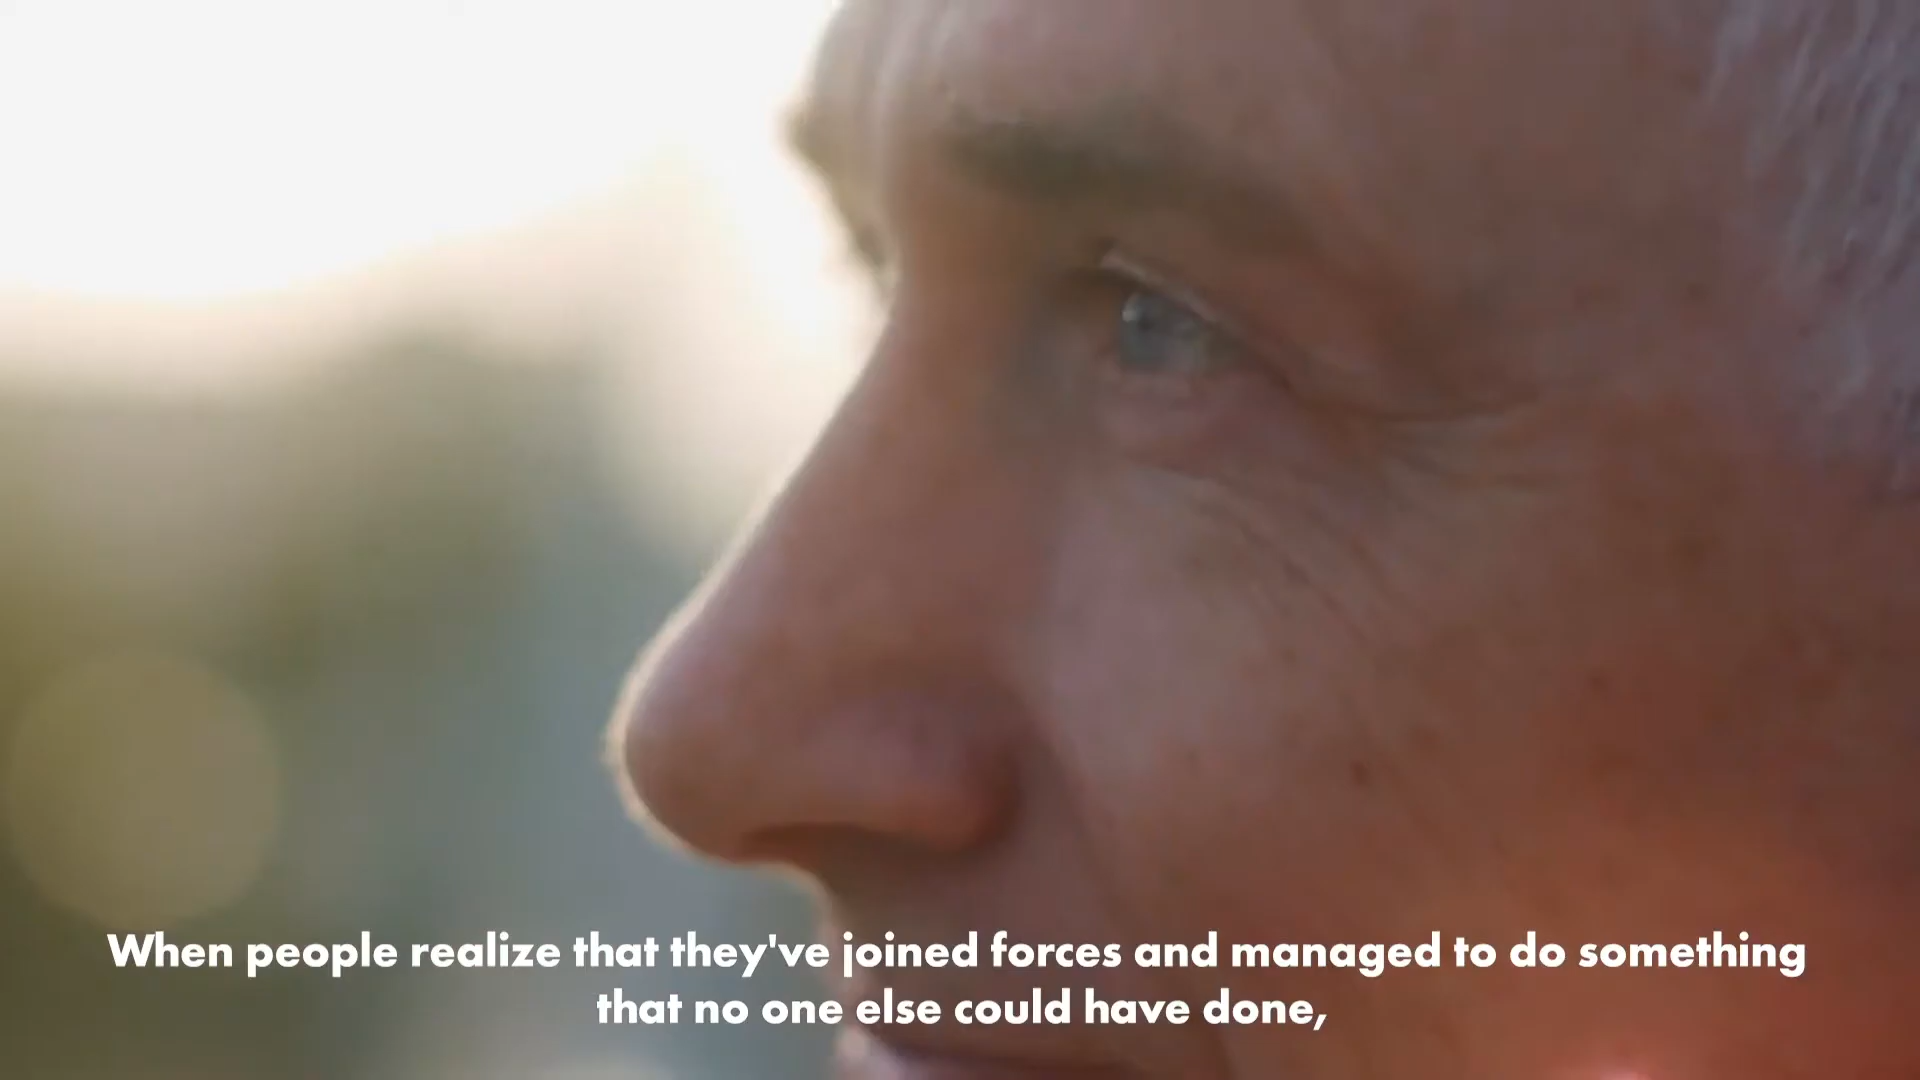 When people realize that they've joined forces and managed to do something
that no one else could have done,